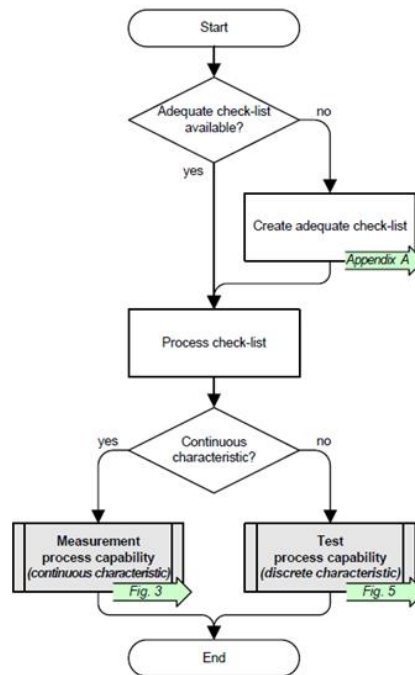 Start
Adequate check-list
available?
no
yes
Create adequate check-list
Appendix A
Process check-list
yes
Continuous
characteristic?
no
Measurement
process capability
(continuous characteristic)
Fig. 3
Test
process capability
(discrete characteristic)
Fig. 5
End